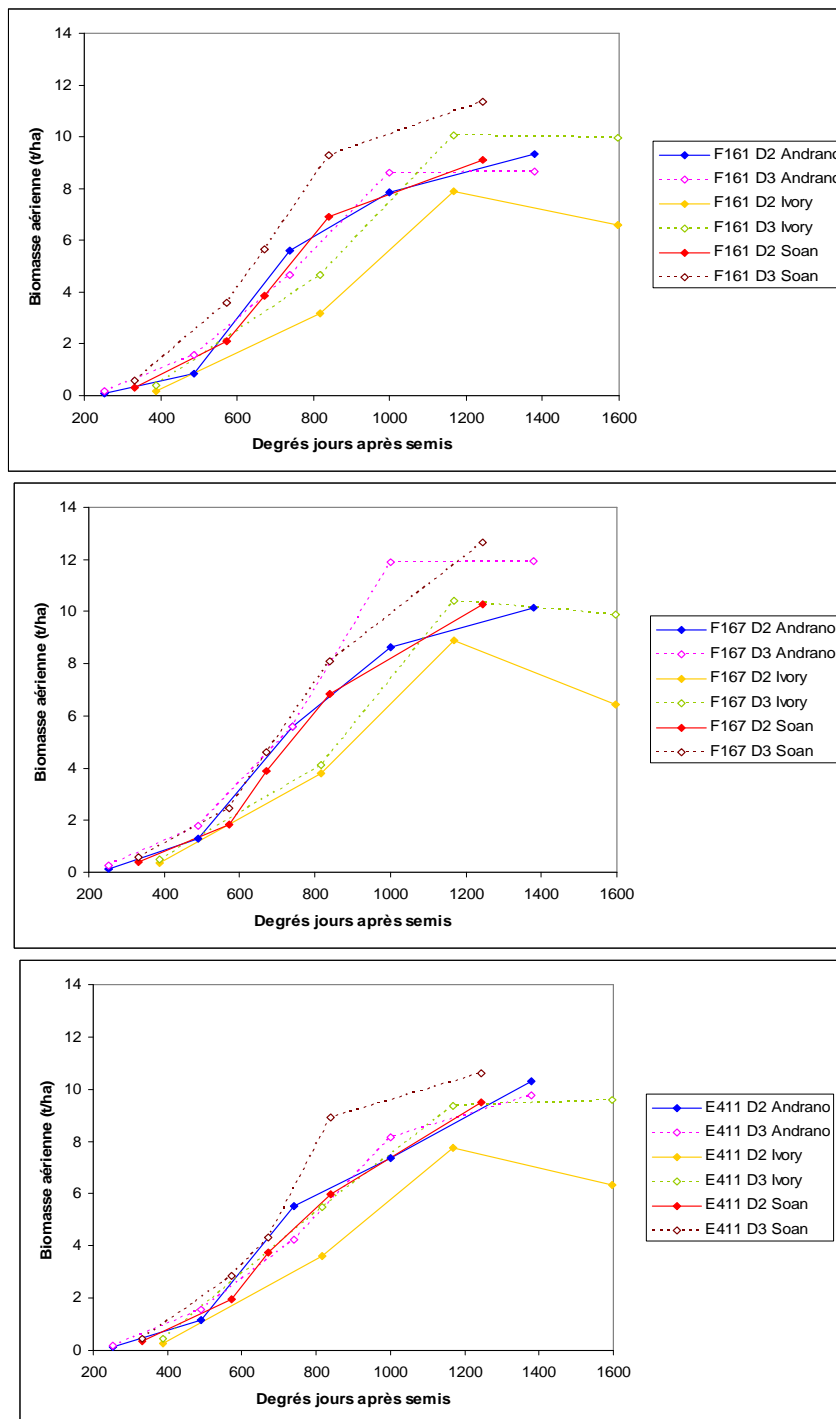 14
12
10
8
6
4
2
0
200 400 600 800 1000 1200 1400 1600
Degrés jours après semis
Biomasse aérienne (t/ha)
F161 D2 Andrano
F161 D3 Andrano
F161 D2 Ivory
F161 D3 Ivory
F161 D2 Soan
F161 D3 Soan
14
12
10
8
6
4
2
0
200 400 600 800 1000 1200 1400 1600
Degrés jours après semis
Biomasse aérienne (t/ha)
F167 D2 Andrano
F167 D3 Andrano
F167 D2 Ivory
F167 D3 Ivory
F167 D2 Soan
F167 D3 Soan
14
12
10
8
6
4
2
0
200 400 600 800 1000 1200 1400 1600
Degrés jours après semis
Biomasse aérienne (t/ha)
E411 D2 Andrano
E411 D3 Andrano
E411 D2 Ivory
E411 D3 Ivory
E411 D2 Soan
E411 D3 Soan